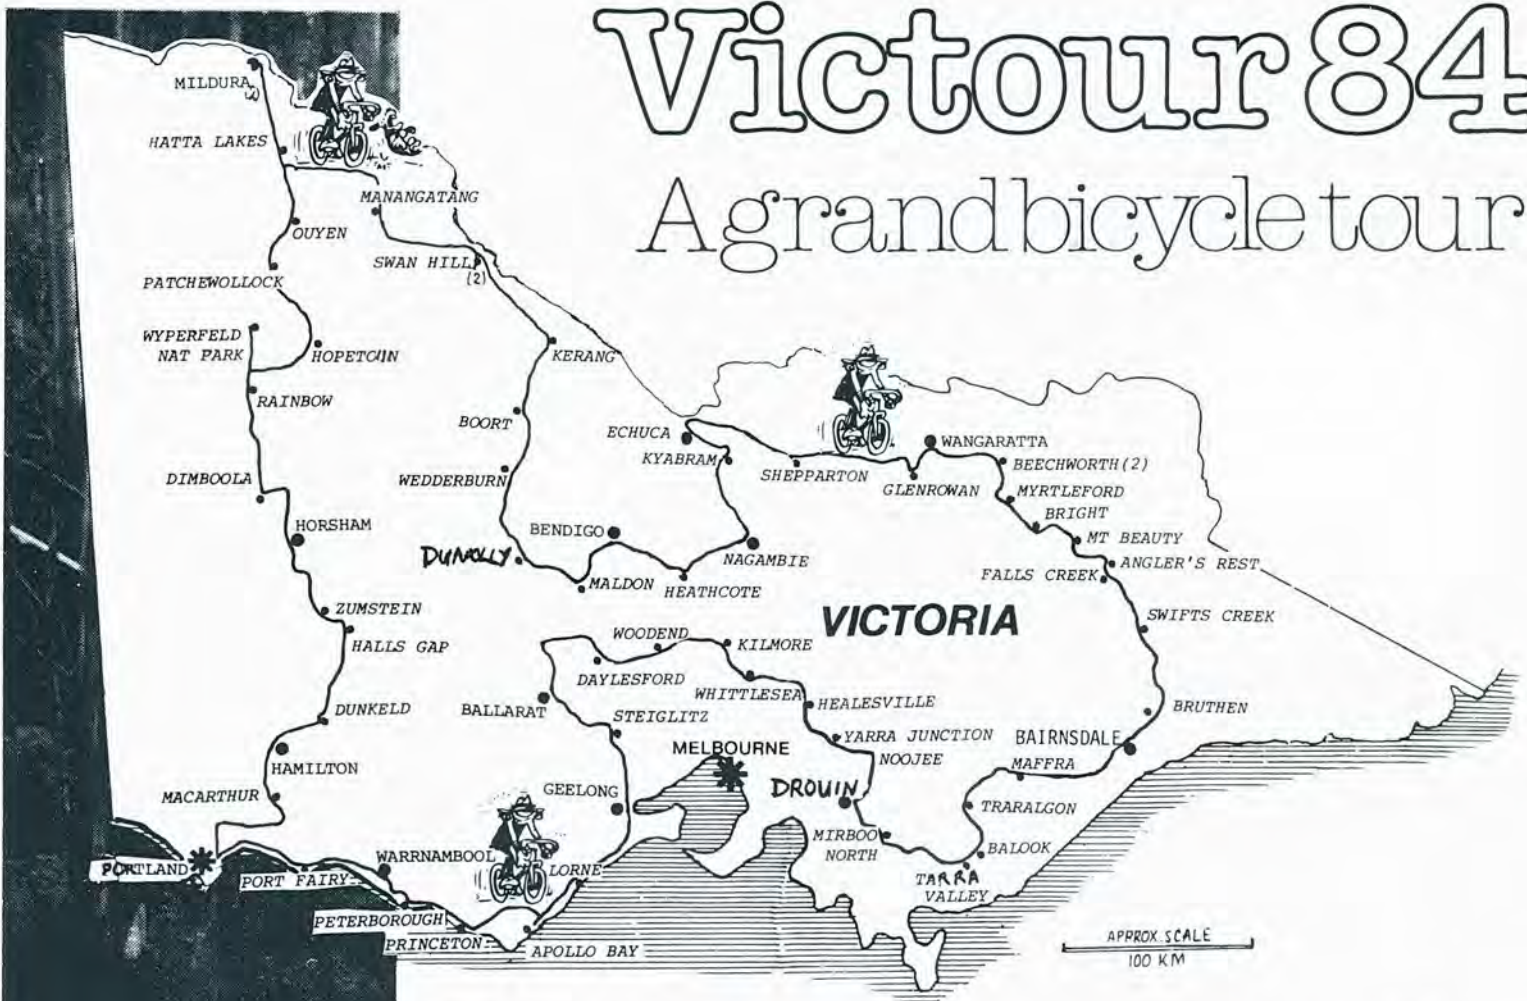 Victour 84
A grand bicycle tour
MILDURA
3
HATTA LAKES
MANANGATANG
OUYEN
SWAN HILL
(2)
PATCHEWOLLOCK
WYPERFELD
NAT PARK
HOPETOUN
KERANG
RAINBOW
BOORT
ECHUCA
KYABRAM
SHEPPARTON
WANGARATTA
BEECHWORTH (2)
GLENROWAN
MYRTLEFORD
BRIGHT
MT BEAUTY
ANGLER'S REST
FALLS CREEK
DIMBOOLA
WEDDERBURN
HORSHAM
BENDIGO
DUNOLLY
NAGAMBIE
MALDON
HEATHCOTE
ZUMSTEIN
HALLS GAP
VICTORIA
SWIFTS CREEK
WOODEND
KILMORE
DAYLESFORD
WHITTLESEA
HEALESVILLE
DUNKELD
BALLARAT
STEIGLITZ
YARRA JUNCTION
NOOJEE
BRUTHEN
BAIRNSDALE
MELBOURNE
HAMILTON
MACARTHUR
GEELONG
DROUIN
MAFFRA
TRARALGON
MIRBOO
NORTH
BALOOK
TARRA
VALLEY
PORTLAND
PORT FAIRY
WARRNAMBOOL
LORNE
PETERBOROUGH
PRINCETON
APOLLO BAY
APPROX. SCALE
100 KM